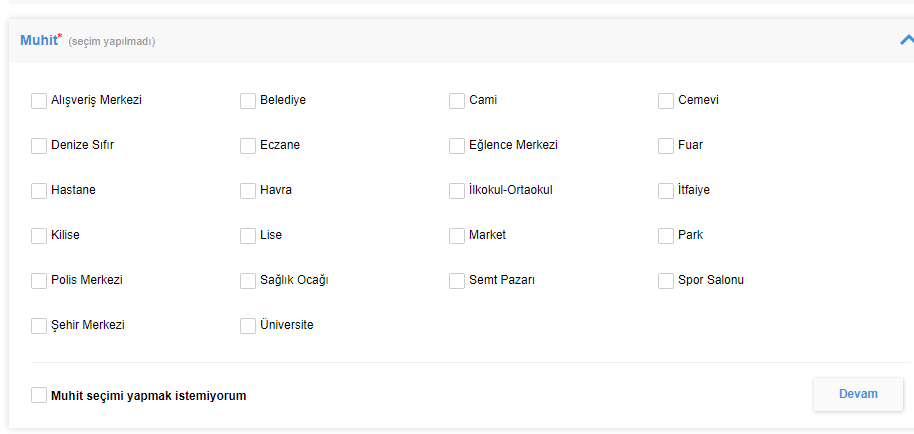 Muhit* (seçim yapılmadı)
Alışveriş Merkezi Belediye Cami Cemevi
Denize Sıfır Eczane Eğlence Merkezi Fuar
Hastane Havra İlkokul-Ortaokul İtfaiye
Kilise Lise Market Park
Polis Merkezi Sağlık Ocağı Semt Pazarı Spor Salonu
Şehir Merkezi Üniversite
Muhit seçimi yapmak istemiyorum Devam